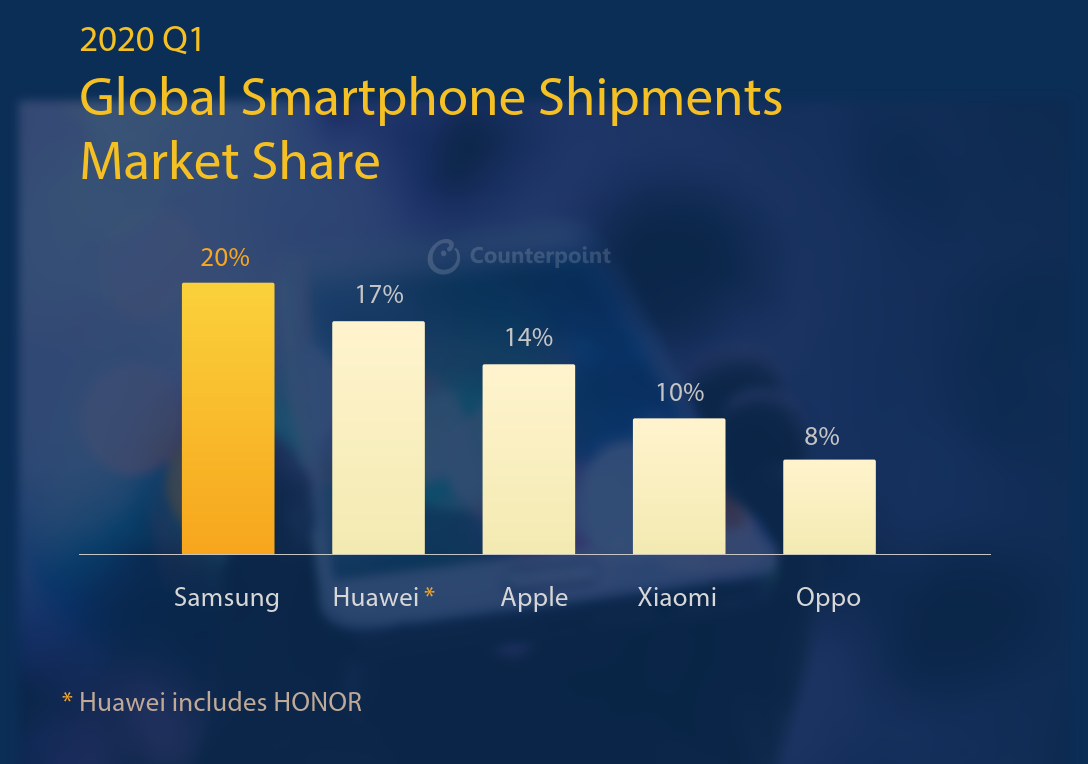 2020 Q1
Global Smartphone Shipments
Market Share
Counterpoint
20%
17%
14%
10%
8%
Samsung
Huawei *
Apple
Xiaomi
Oppo
* Huawei includes HONOR